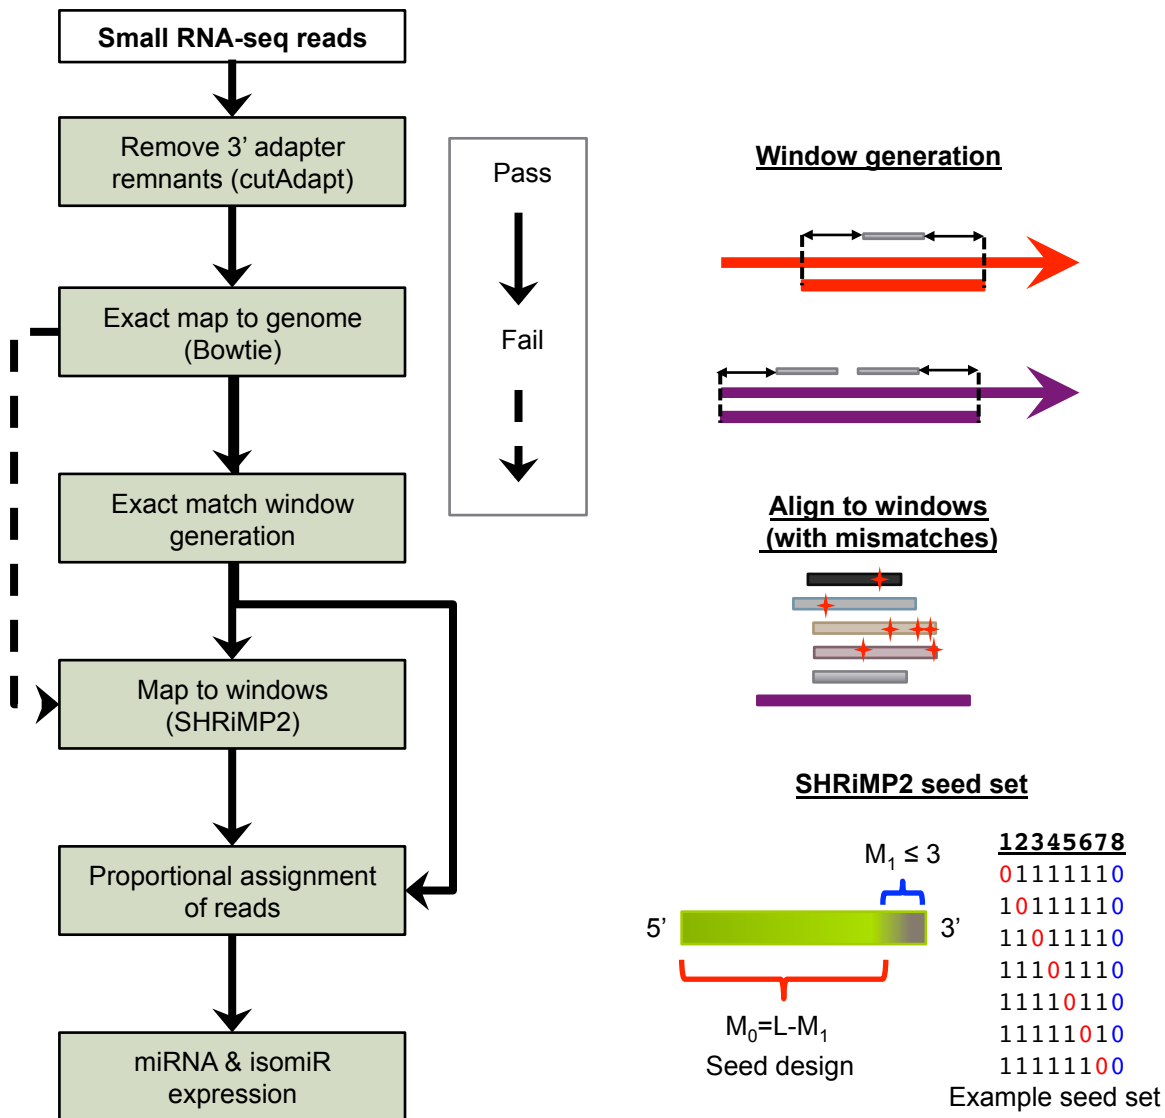 Small RNA-seq reads
Remove 3’ adapter
remnants (cutAdapt)
Exact map to genome
(Bowtie)
Exact match window
generation
Map to windows
(SHRiMP2)
Proportional assignment
of reads
miRNA & isomiR
expression
Pass
Fail
Window generation
Align to windows
(with mismatches)
SHRiMP2 seed set
M1 ≤ 3
5’
3’
M0=L-M1
Seed design
12345678
01111110
10111110
11011110
11101110
11110110
11111010
11111100
Example seed set